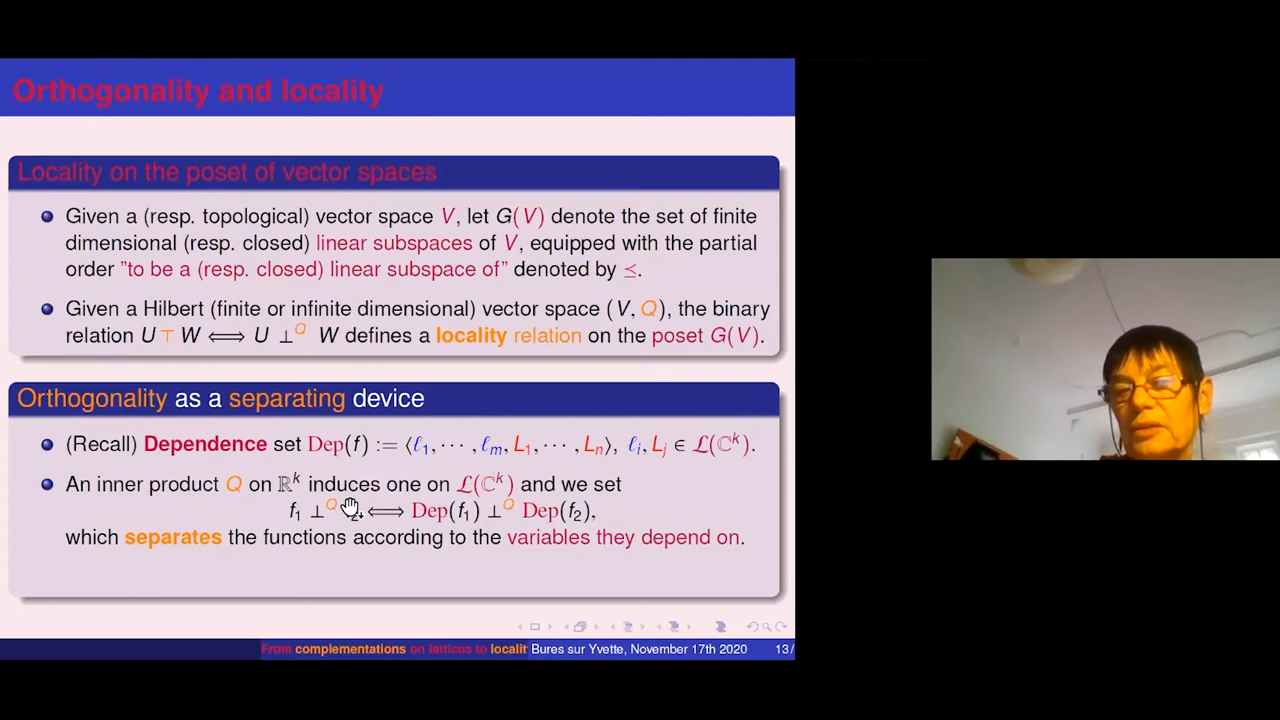 Orthogonality and locality
Locality on the poset of vector spaces
Given a (resp. topological) vector space V, let G(V) denote the set of finite
dimensional (resp. closed) linear subspaces of V, equipped with the partial
order "to be a (resp. closed) linear subspace of" denoted by ⪯.
Given a Hilbert (finite or infinite dimensional) vector space (V, Q), the binary
relation U ⊤ W ⟺ U ⊥^Q W defines a locality relation on the poset G(V).
Orthogonality as a separating device
(Recall) Dependence set Dep(f) := ⟨ℓ₁, ⋯ , ℓₘ, L₁, ⋯ , Lₙ⟩, ℓᵢ, Lⱼ ∈ ℒ(ℂᵏ).
An inner product Q on ℝᵏ induces one on ℒ(ℂᵏ) and we set
f₁ ⊥^Q ₂ ⟺ Dep(f₁) ⊥^Q Dep(f₂),
which separates the functions according to the variables they depend on.
From complementations on lattices to localit Bures sur Yvette, November 17th 2020 13/